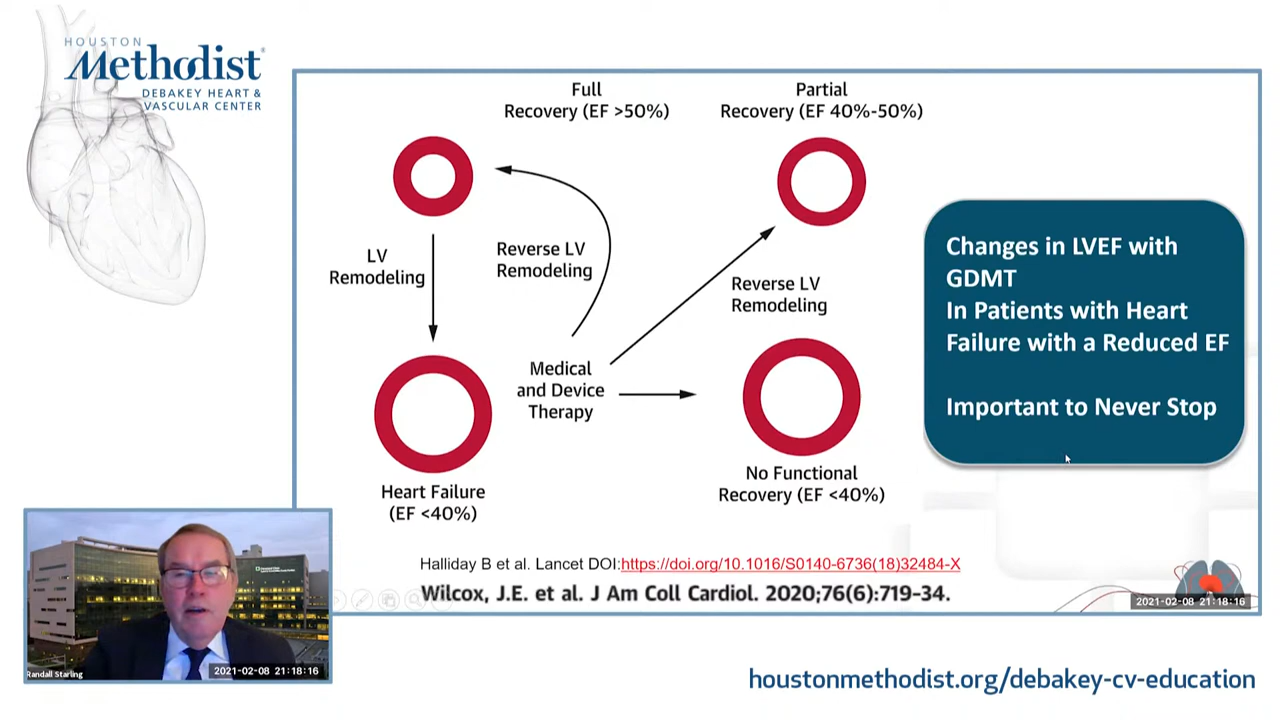 HOUSTON
Methodist
DEBAKEY HEART &
VASCULAR CENTER
Full
Recovery (EF >50%)
Partial
Recovery (EF 40%-50%)
LV
Remodeling
Reverse LV
Remodeling
Reverse LV
Remodeling
Medical
and Device
Therapy
Heart Failure
(EF <40%)
No Functional
Recovery (EF <40%)
Changes in LVEF with
GDMT
In Patients with Heart
Failure with a Reduced EF
Important to Never Stop
Halliday B et al. Lancet DOI:https://doi.org/10.1016/S0140-6736(18)32484-X
Wilcox, J.E. et al. J Am Coll Cardiol. 2020;76(6):719-34.
2021-02-08 21:18:16
Randall Starling
2021-02-08 21:18:16
houstonmethodist.org/debakey-cv-education